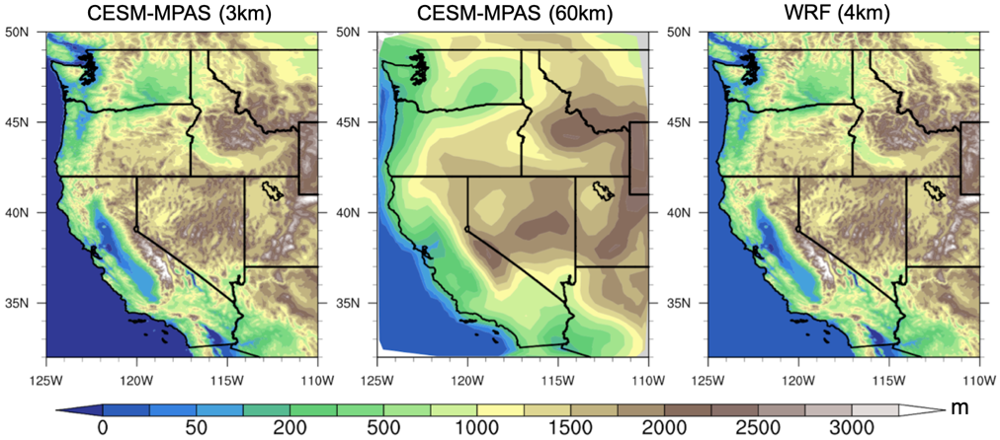 CESM-MPAS (3km) CESM-MPAS (60km) WRF (4km)
50N 50N 50N
45N 45N 45N
40N 40N 40N
35N 35N 35N
125W 120W 115W 110W 125W 120W 115W 110W 125W 120W 115W 110W
0 50 200 500 1000 1500 2000 2500 3000 m